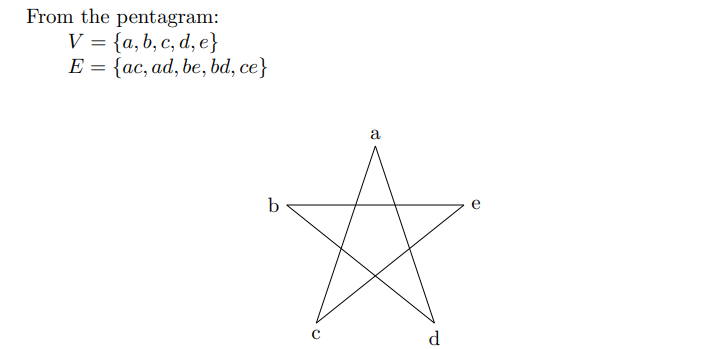 From the pentagram:
V = {a, b, c, d, e}
E = {ac, ad, be, bd, ce}
a
b
e
c
d